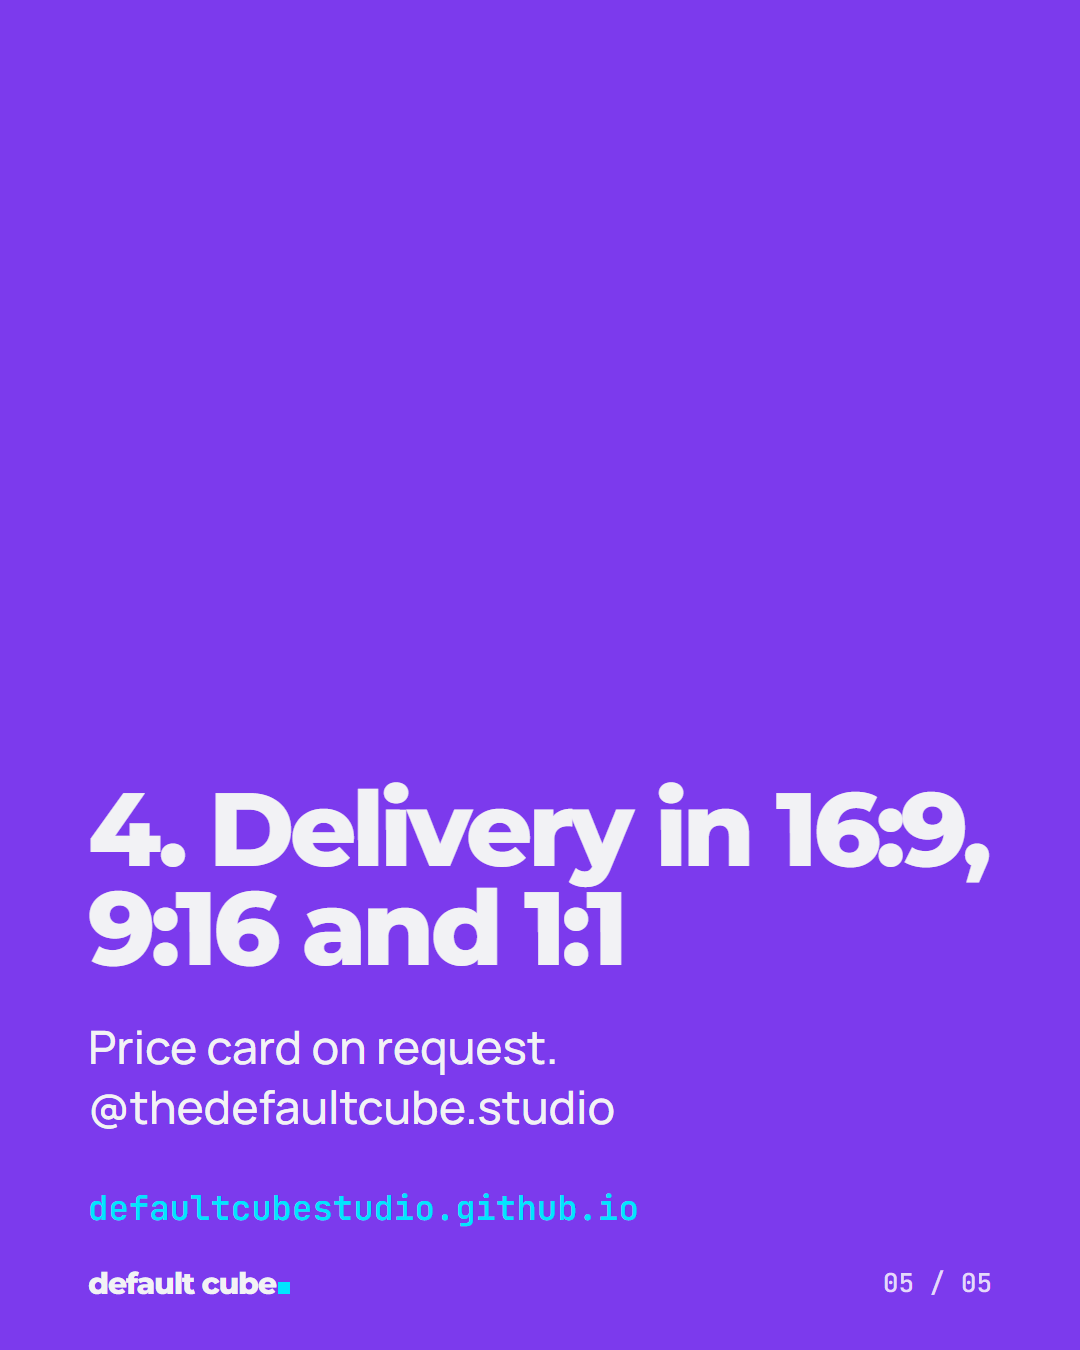 4. Delivery in 16:9,
9:16 and 1:1
Price card on request.
@thedefaultcube.studio
defaultcubestudio.github.io
default cube
05 / 05